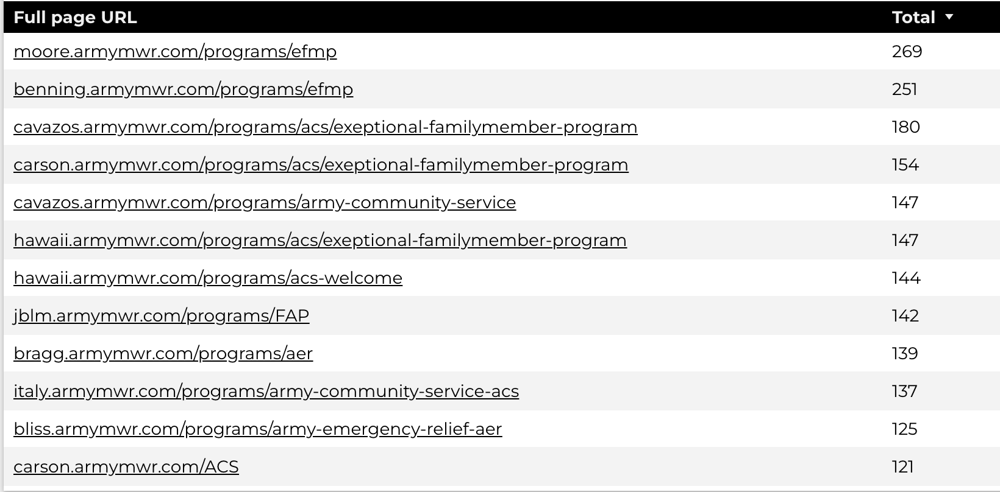 Full page URL Total ▼
moore.armymwr.com/programs/efmp 269
benning.armymwr.com/programs/efmp 251
cavazos.armymwr.com/programs/acs/exeptional-familymember-program 180
carson.armymwr.com/programs/acs/exeptional-familymember-program 154
cavazos.armymwr.com/programs/army-community-service 147
hawaii.armymwr.com/programs/acs/exeptional-familymember-program 147
hawaii.armymwr.com/programs/acs-welcome 144
jblm.armymwr.com/programs/FAP 142
bragg.armymwr.com/programs/aer 139
italy.armymwr.com/programs/army-community-service-acs 137
bliss.armymwr.com/programs/army-emergency-relief-aer 125
carson.armymwr.com/ACS 121